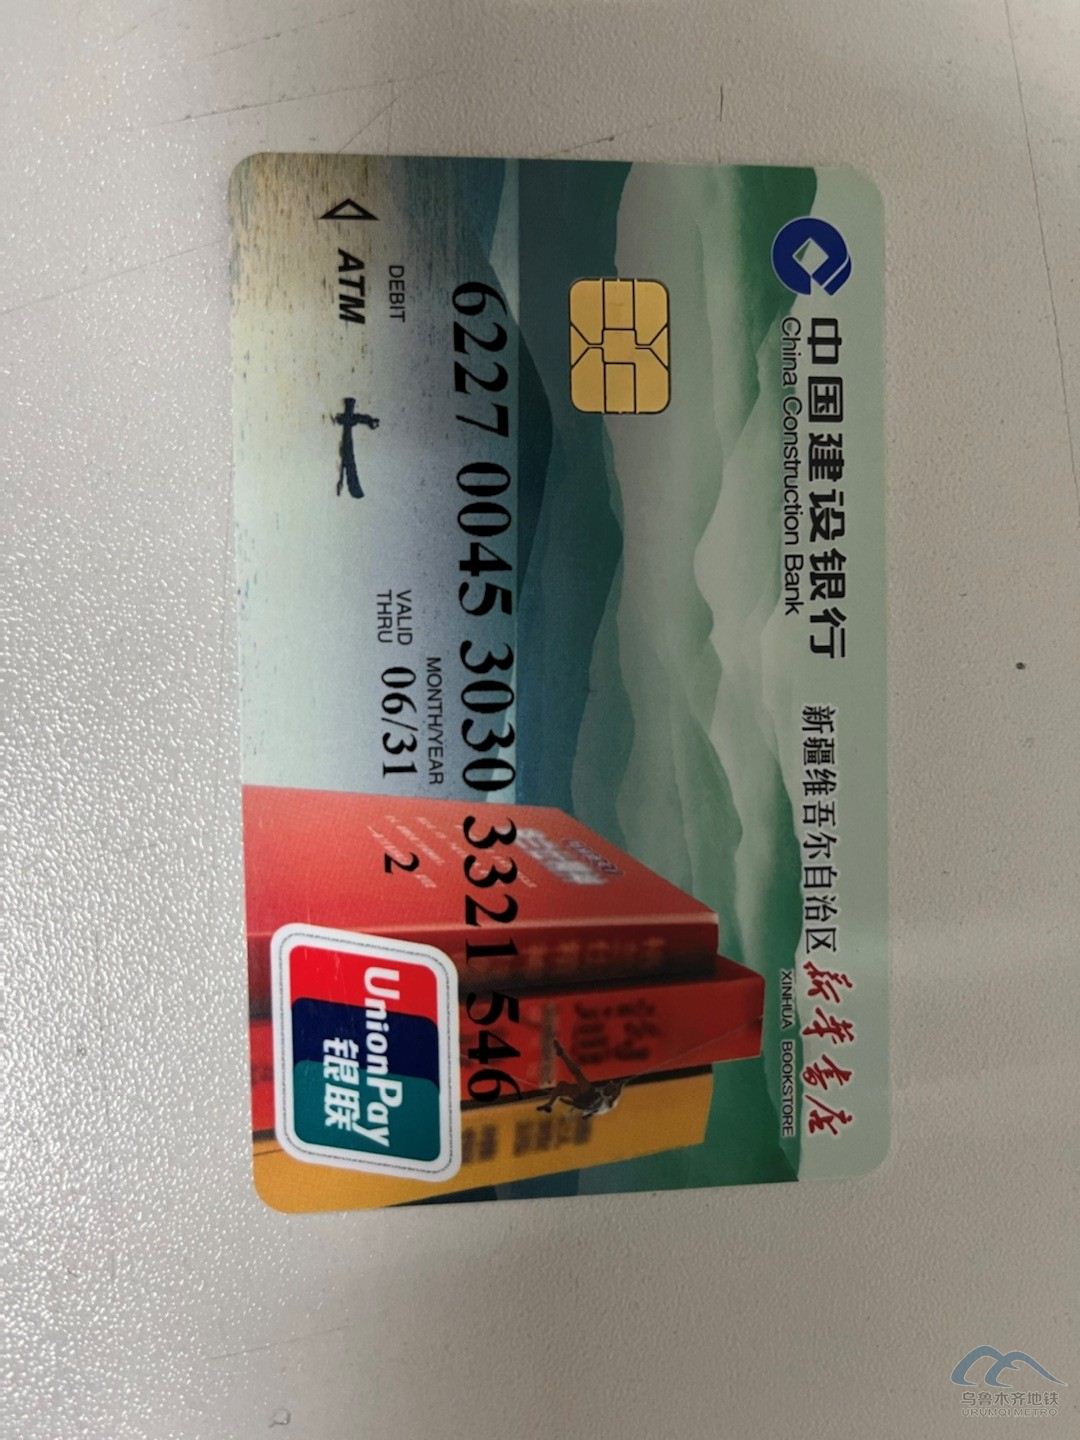 中国建设银行
China Construction Bank
新疆维吾尔自治区新华书店
XINHUA BOOKSTORE
6227 0045 3030 3321 546
DEBIT
MONTH/YEAR
VALID THRU 06/31 2
ATM
UnionPay
银联
乌鲁木齐地铁
URUMQI METRO